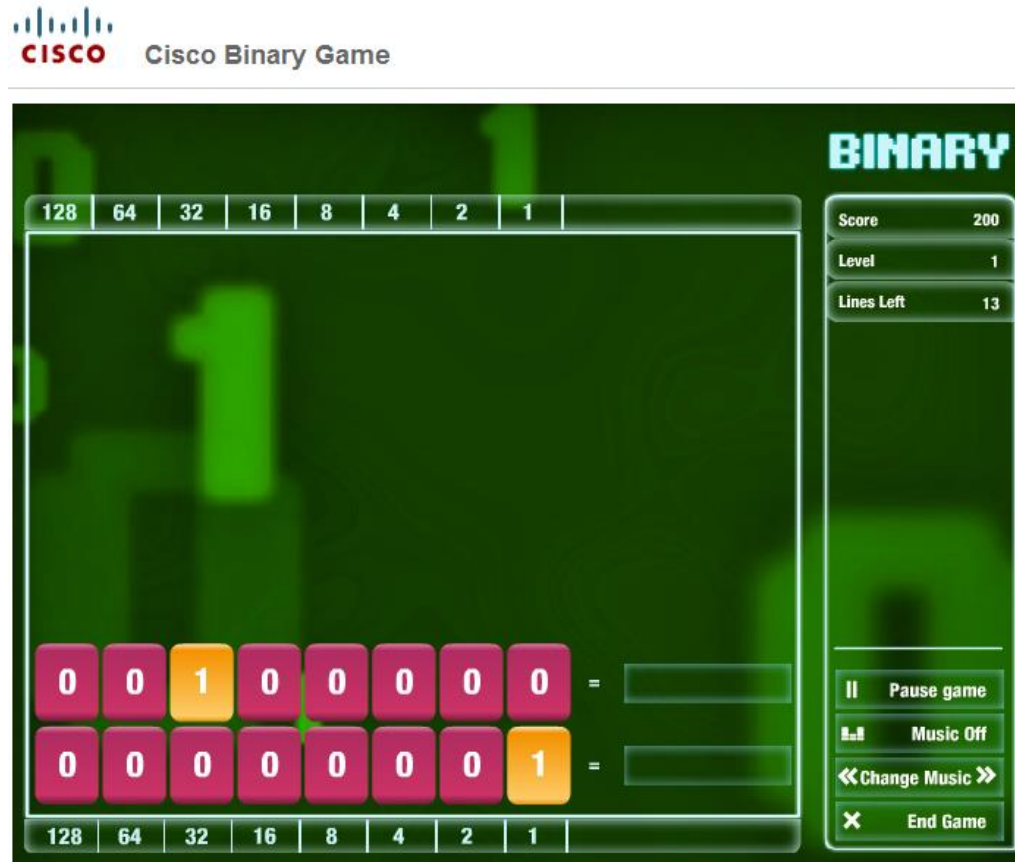 CISCO Cisco Binary Game
BINARY
128 64 32 16 8 4 2 1
Score 200
Level 1
Lines Left 13
0 0 1 0 0 0 0 0 =
0 0 0 0 0 0 0 1 =
128 64 32 16 8 4 2 1
Pause game
Music Off
Change Music
End Game